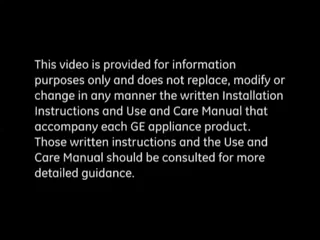 This video is provided for information
purposes only and does not replace, modify or
change in any manner the written Installation
Instructions and Use and Care Manual that
accompany each GE appliance product.
Those written instructions and the Use and
Care Manual should be consulted for more
detailed guidance.